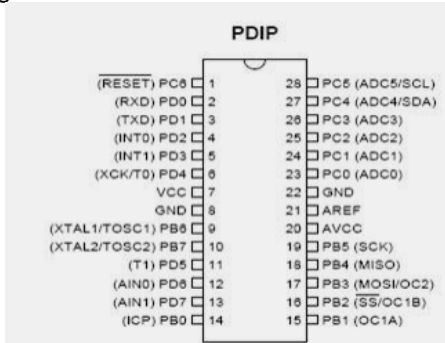 PDIP
(RESET) PC6 1 28 PC5 (ADC5/SCL)
(RXD) PD0 2 27 PC4 (ADC4/SDA)
(TXD) PD1 3 26 PC3 (ADC3)
(INT0) PD2 4 25 PC2 (ADC2)
(INT1) PD3 5 24 PC1 (ADC1)
(XCK/T0) PD4 6 23 PC0 (ADC0)
VCC 7 22 GND
GND 8 21 AREF
(XTAL1/TOSC1) PB6 9 20 AVCC
(XTAL2/TOSC2) PB7 10 19 PB5 (SCK)
(T1) PD5 11 18 PB4 (MISO)
(AIN0) PD6 12 17 PB3 (MOSI/OC2)
(AIN1) PD7 13 16 PB2 (SS/OC1B)
(ICP) PB0 14 15 PB1 (OC1A)